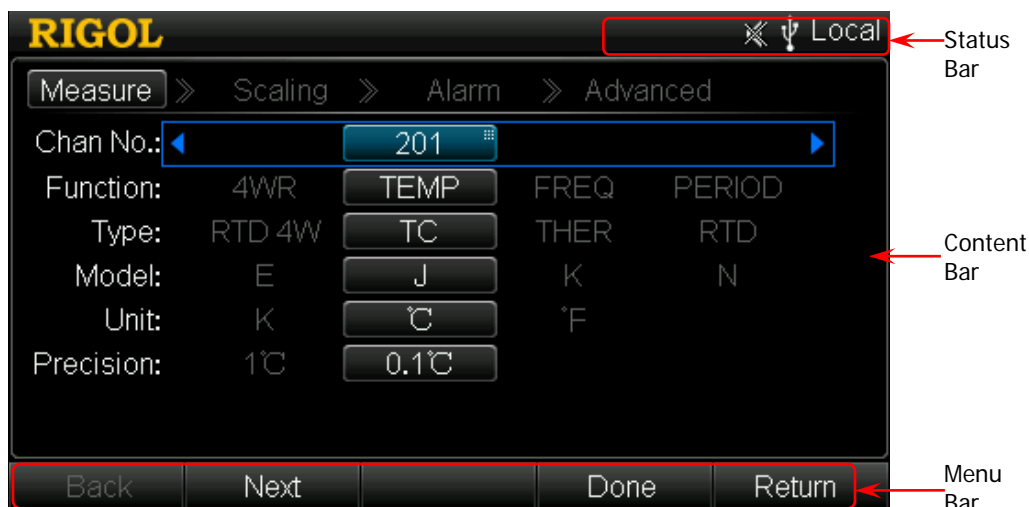 RIGOL
Local
Status Bar
Measure » Scaling » Alarm » Advanced
Chan No.: 201
Function: 4WR TEMP FREQ PERIOD
Type: RTD 4W TC THER RTD
Content Bar
Model: E J K N
Unit: K ℃ °F
Precision: 1℃ 0.1℃
Back Next Done Return
Menu Bar